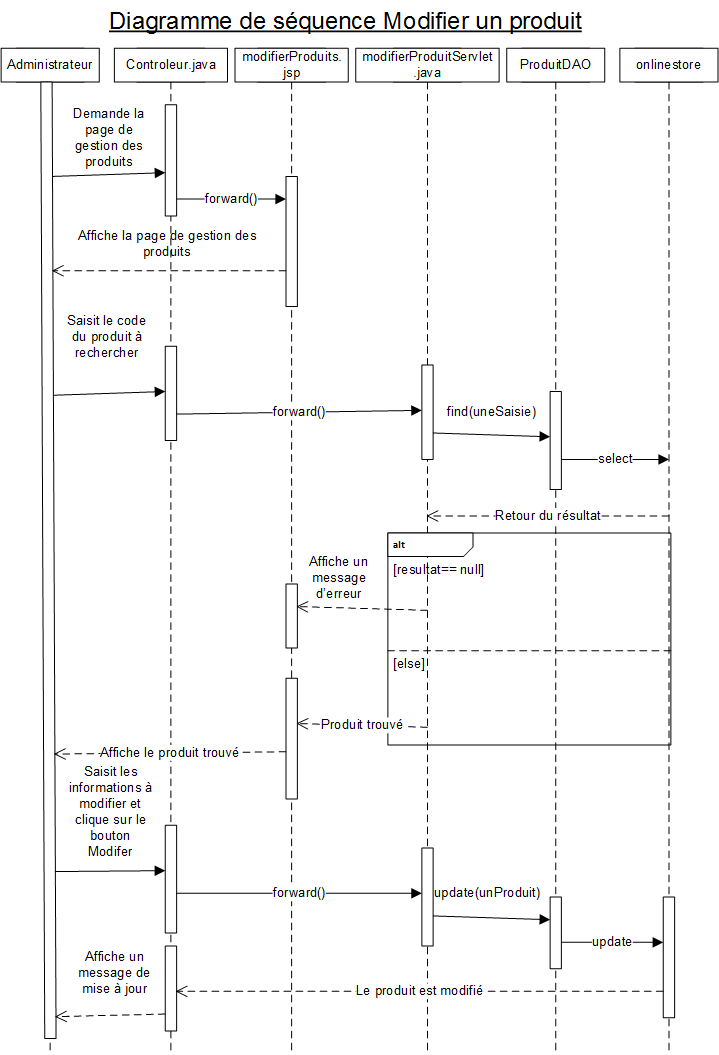 Diagramme de séquence Modifier un produit
Administrateur
Controleur.java
modifierProduits.
jsp
modifierProduitServlet
.java
ProduitDAO
onlinestore
Demande la
page de
gestion des
produits
forward()
Affiche la page de gestion des
produits
Saisit le code
du produit à
rechercher
forward()
find(uneSaisie)
select
Retour du résultat
alt
[resultat== null]
Affiche un
message
d'erreur
[else]
Produit trouvé
Affiche le produit trouvé
Saisit les
informations à
modifier et
clique sur le
bouton
Modifer
forward()
update(unProduit)
update
Affiche un
message de
mise à jour
Le produit est modifié